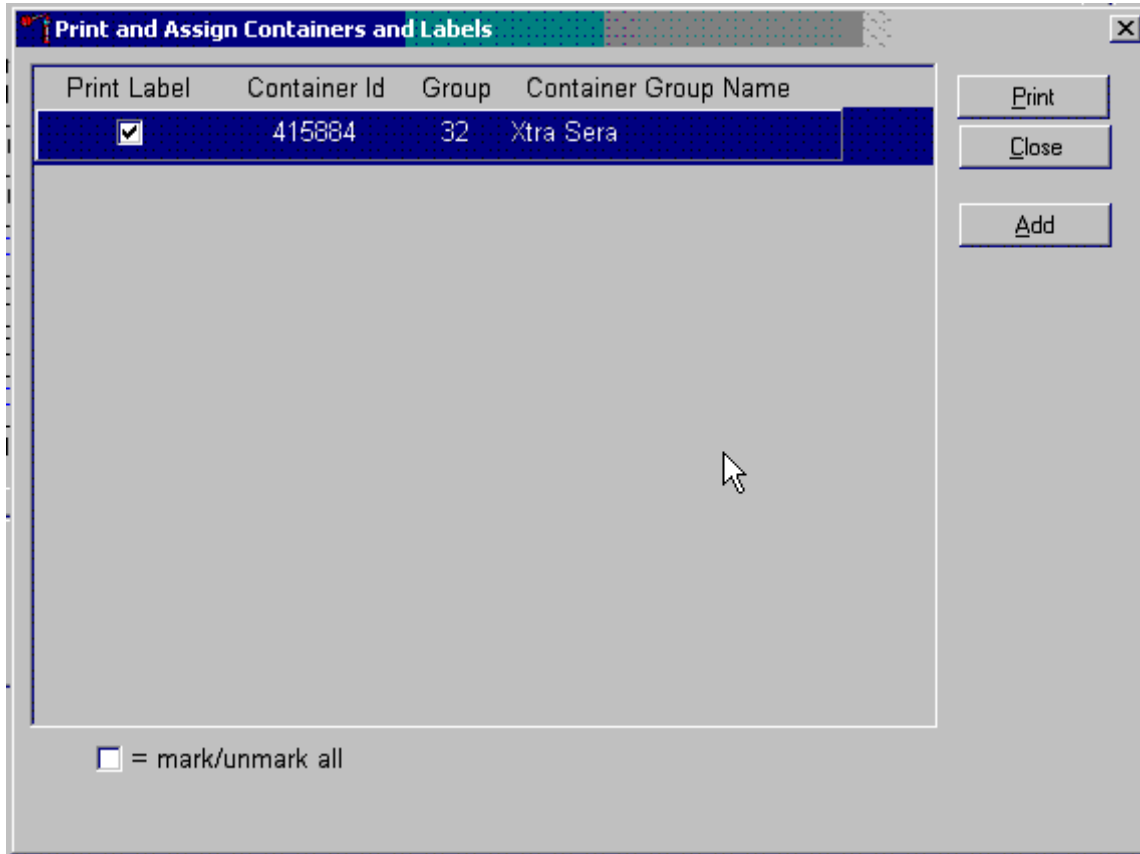 Print and Assign Containers and Labels
Print Label Container Id Group Container Group Name
415884 32 Xtra Sera
Print
Close
Add
= mark/unmark all